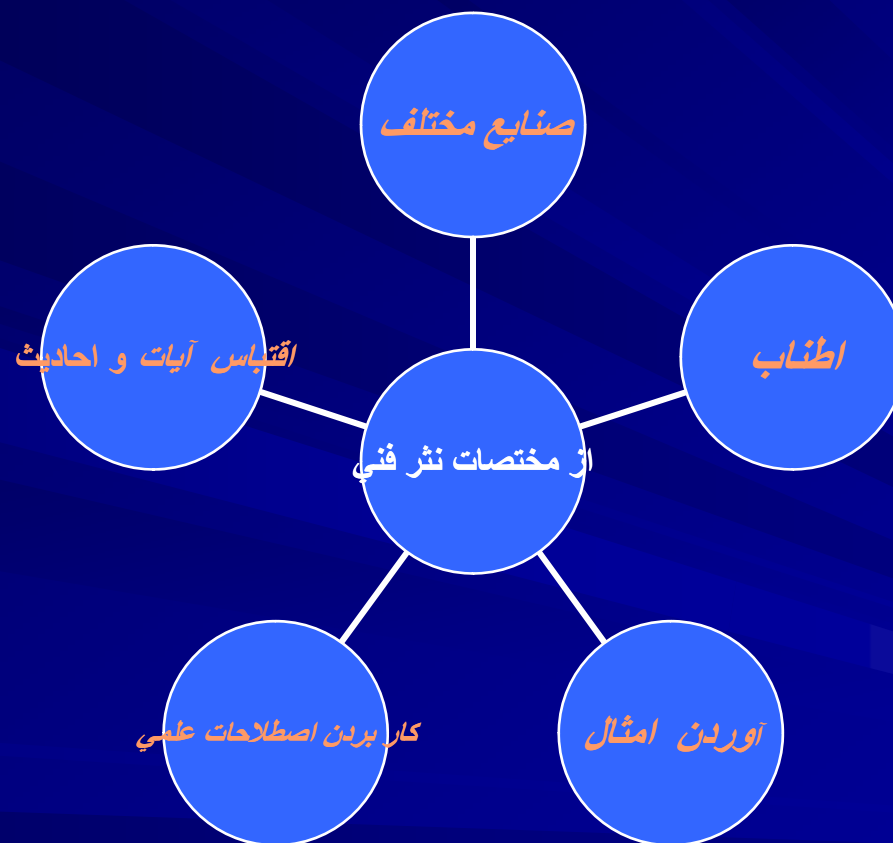 صنایع مختلف
اطناب
اقتباس آیات و احادیث
از مختصات نثر فني
آوردن امثال
کار بردن اصطلاحات علمي